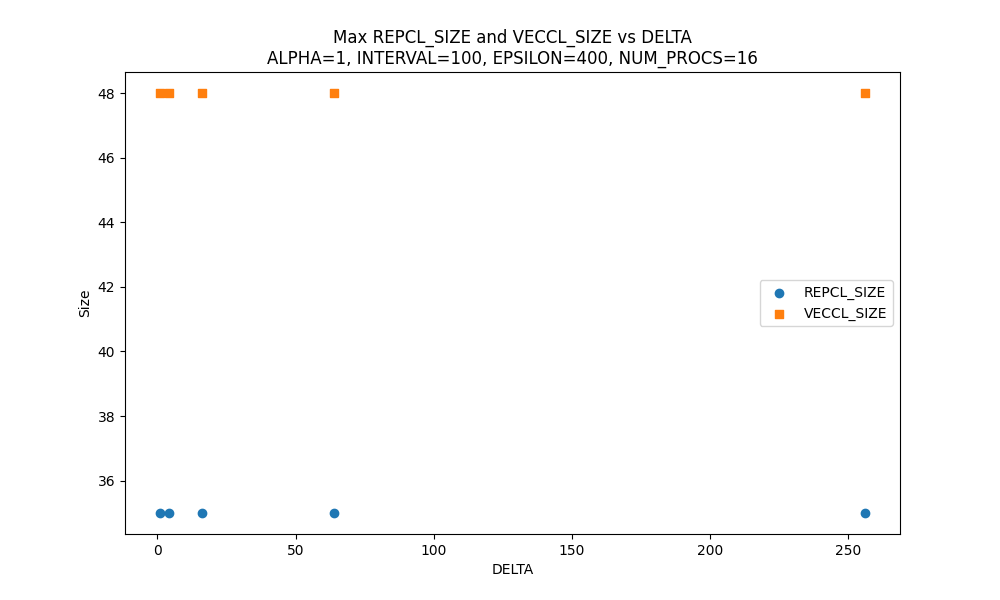 Max REPCL_SIZE and VECCL_SIZE vs DELTA
ALPHA=1, INTERVAL=100, EPSILON=400, NUM_PROCS=16
48
46
44
42
40
38
36
Size
REPCL_SIZE
VECCL_SIZE
0
50
100
150
200
250
DELTA